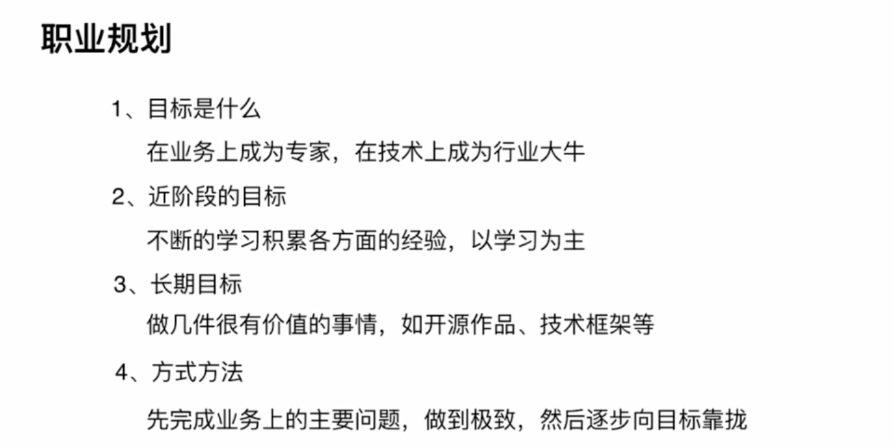 职业规划
1、目标是什么
在业务上成为专家，在技术上成为行业大牛
2、近阶段的目标
不断的学习积累各方面的经验，以学习为主
3、长期目标
做几件很有价值的事情，如开源作品、技术框架等
4、方式方法
先完成业务上的主要问题，做到极致，然后逐步向目标靠拢